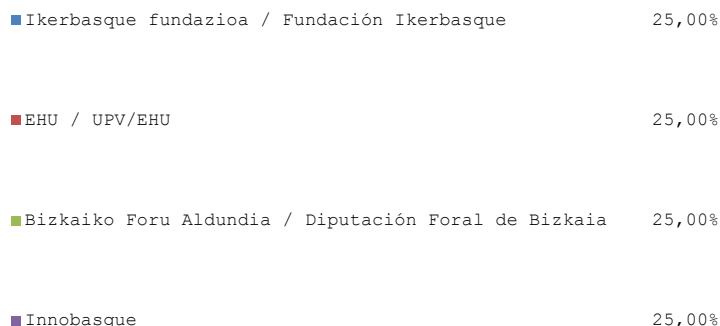 Ikerbasque fundazioa / Fundación Ikerbasque 25,00%
EHU / UPV/EHU 25,00%
Bizkaiko Foru Aldundia / Diputación Foral de Bizkaia 25,00%
Innobasque 25,00%